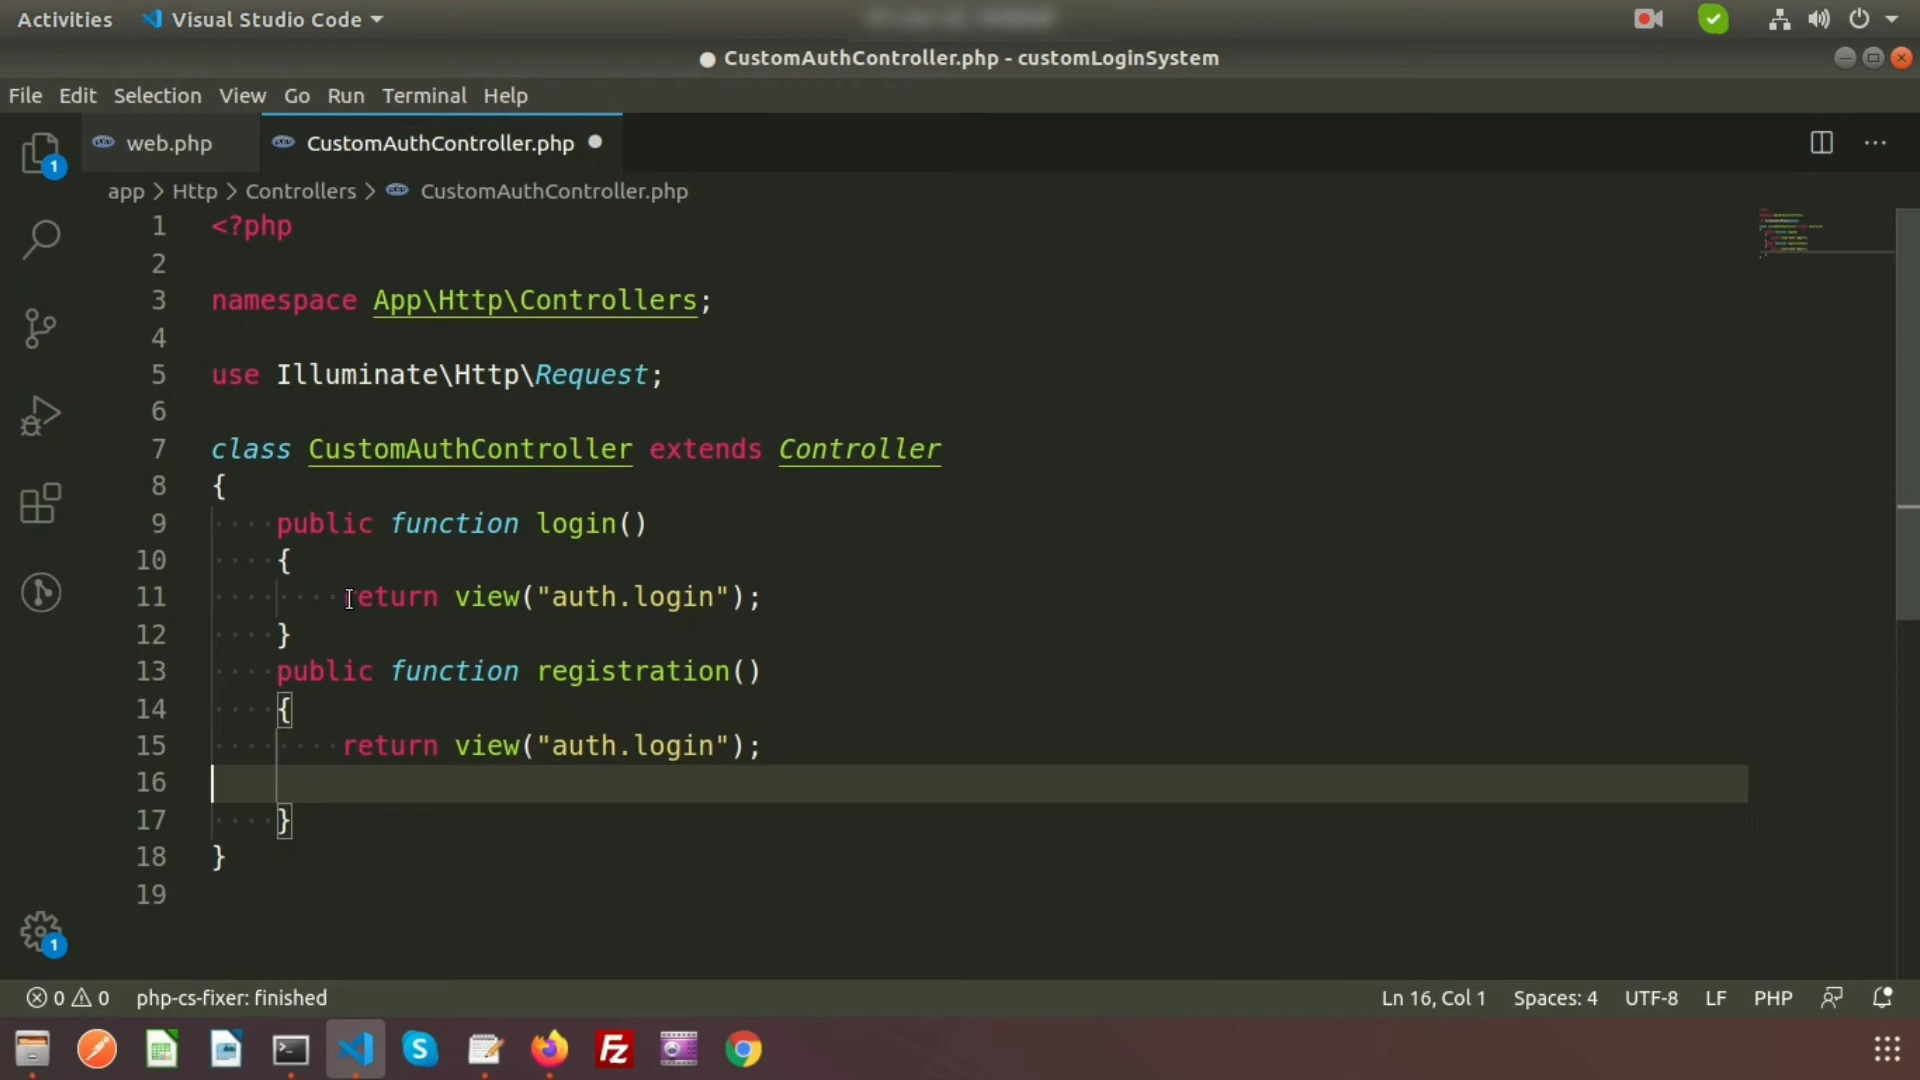 Activities Visual Studio Code
● CustomAuthController.php - customLoginSystem
File Edit Selection View Go Run Terminal Help
web.php CustomAuthController.php
app > Http > Controllers > CustomAuthController.php
1 <?php
2
3 namespace App\Http\Controllers;
4
5 use Illuminate\Http\Request;
6
7 class CustomAuthController extends Controller
8 {
9 public function login()
10 {
11 return view("auth.login");
12 }
13 public function registration()
14 {
15 return view("auth.login");
16
17 }
18 }
19
1
1
0 0 php-cs-fixer: finished Ln 16, Col 1 Spaces: 4 UTF-8 LF PHP
S Fz